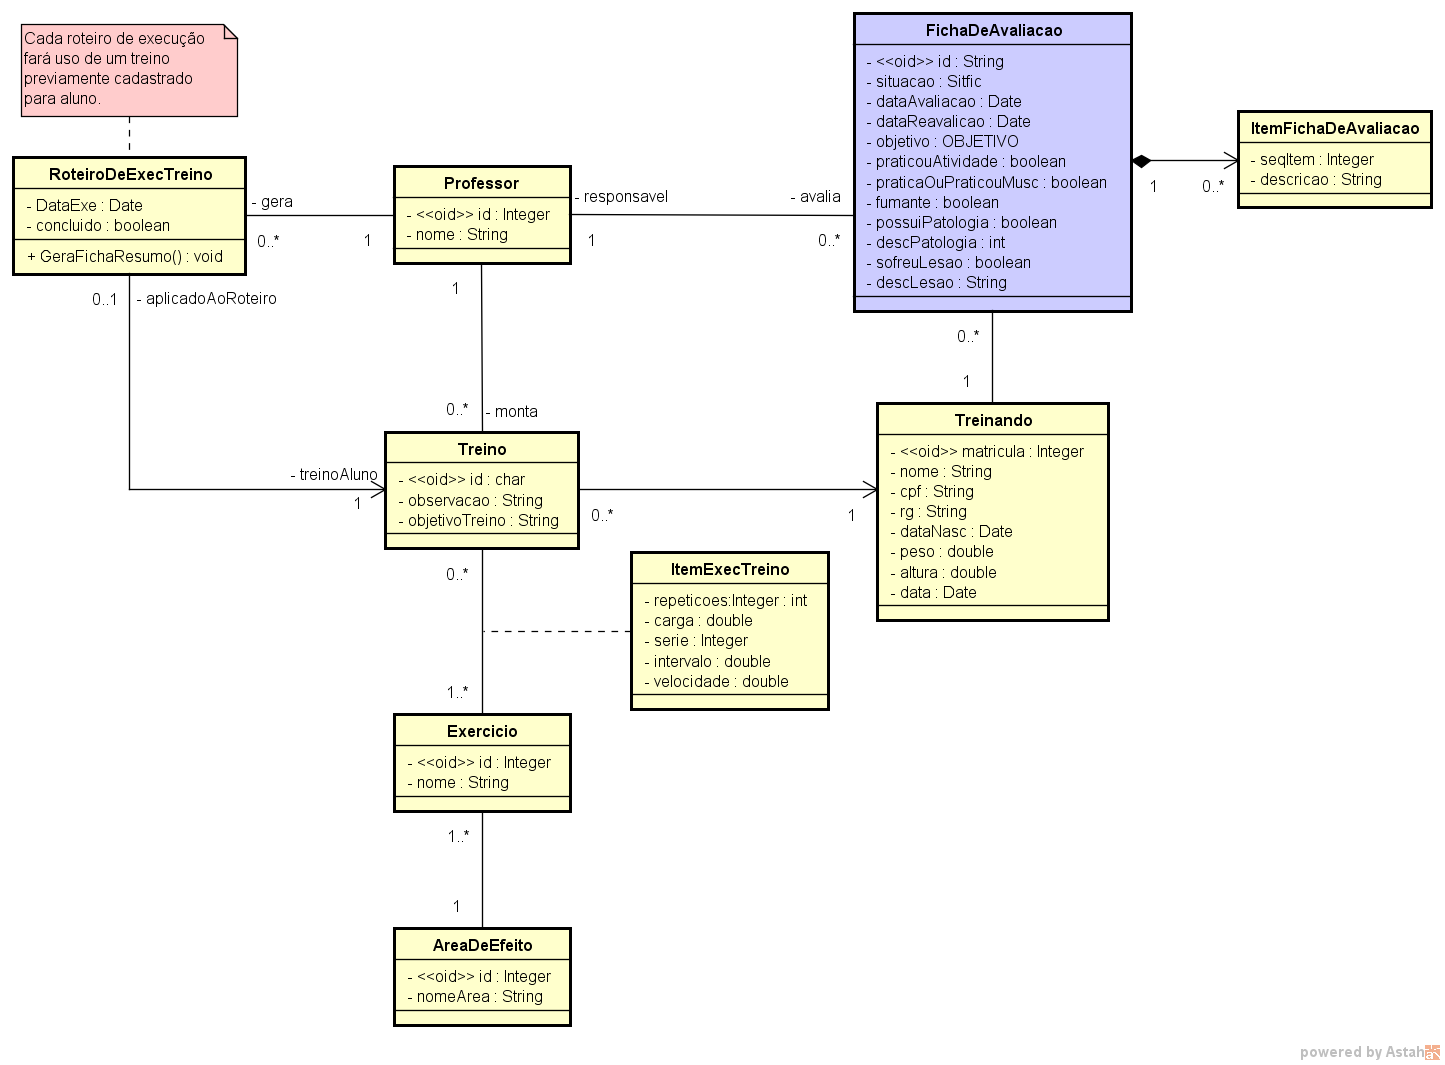 Cada roteiro de execução
fará uso de um treino
previamente cadastrado
para aluno.
RoteiroDeExecTreino
- DataExe : Date
- concluido : boolean
+ GeraFichaResumo() : void
- gera
0..*
1
Professor
- <<oid>> id : Integer
- nome : String
- responsavel
1
- avalia
0..*
FichaDeAvaliacao
- <<oid>> id : String
- situacao : Sitfic
- dataAvaliacao : Date
- dataReavalicao : Date
- objetivo : OBJETIVO
- praticouAtividade : boolean
- praticaOuPraticouMusc : boolean
- fumante : boolean
- possuiPatologia : boolean
- descPatologia : int
- sofreuLesao : boolean
- descLesao : String
1
0..*
ItemFichaDeAvaliacao
- seqItem : Integer
- descricao : String
0..1
- aplicadoAoRoteiro
1
0..*
- monta
0..*
1
- treinoAluno
1
Treino
- <<oid>> id : char
- observacao : String
- objetivoTreino : String
0..*
1
Treinando
- <<oid>> matricula : Integer
- nome : String
- cpf : String
- rg : String
- dataNasc : Date
- peso : double
- altura : double
- data : Date
0..*
ItemExecTreino
- repeticoes:Integer : int
- carga : double
- serie : Integer
- intervalo : double
- velocidade : double
1..*
Exercicio
- <<oid>> id : Integer
- nome : String
1..*
1
AreaDeEfeito
- <<oid>> id : Integer
- nomeArea : String
powered by Astah